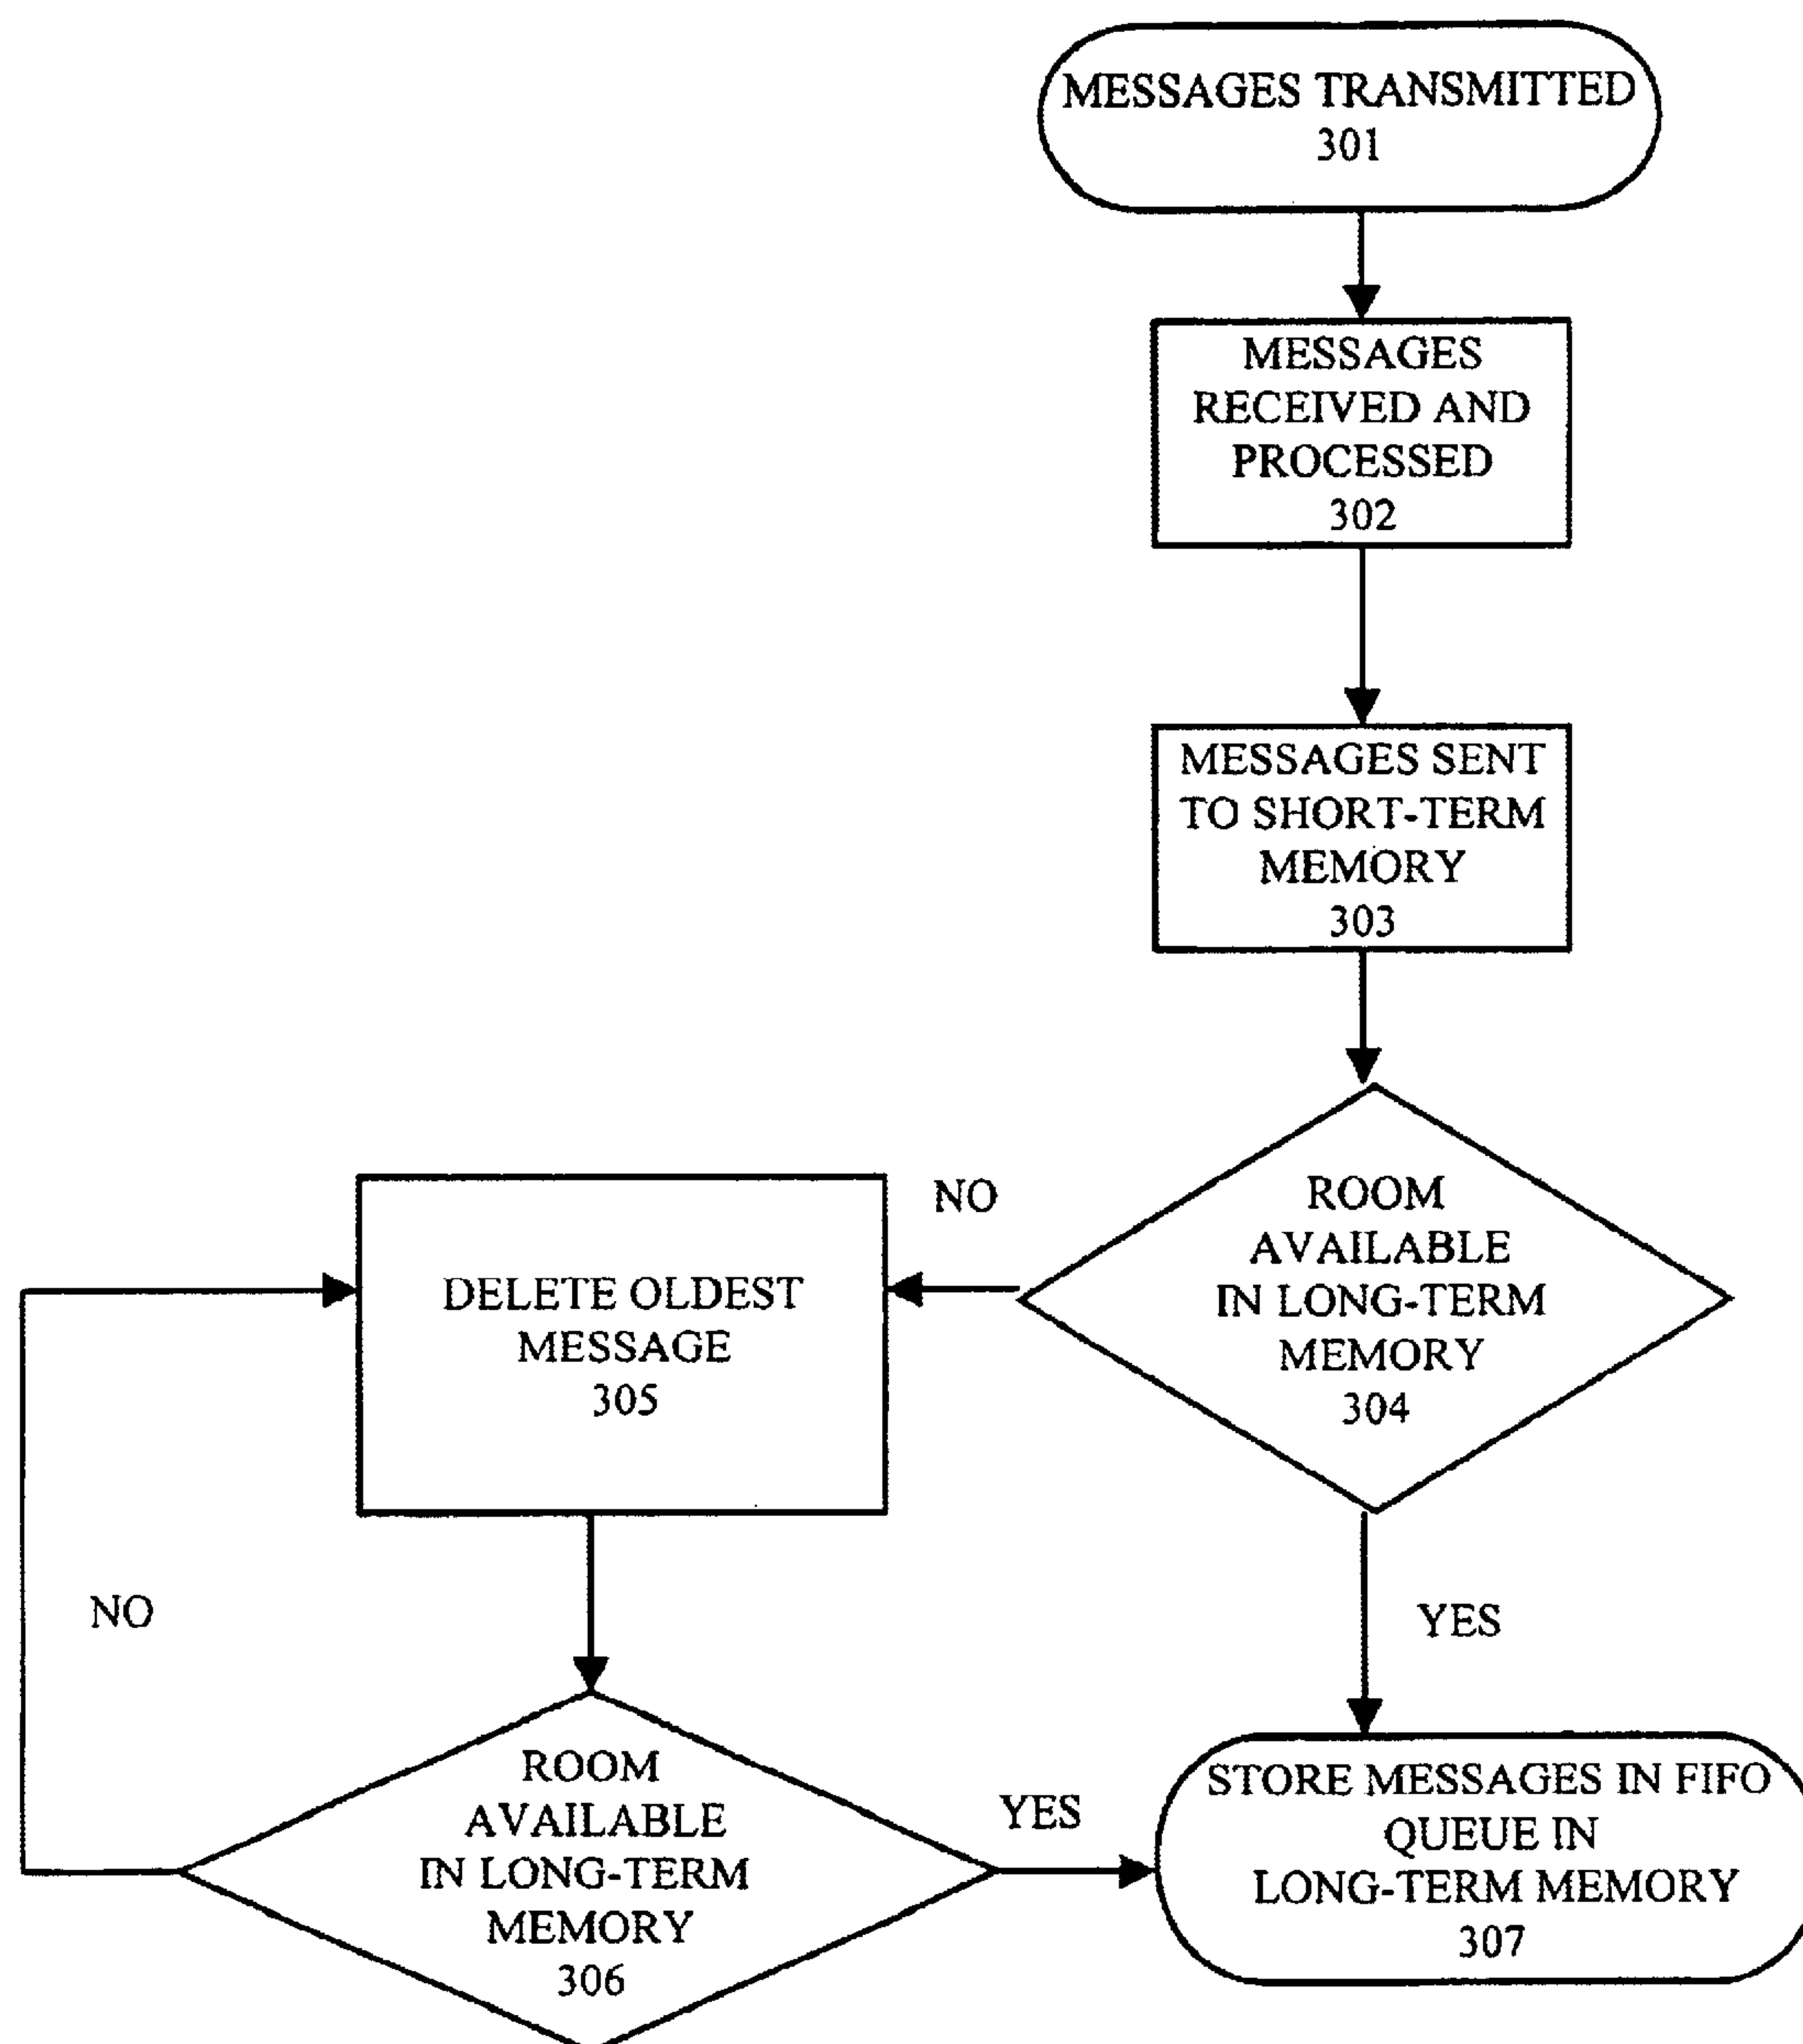 MESSAGES TRANSMITTED
301
MESSAGES
RECEIVED AND
PROCESSED
302
MESSAGES SENT
TO SHORT-TERM
MEMORY
303
ROOM
AVAILABLE
IN LONG-TERM
MEMORY
304
NO
DELETE OLDEST
MESSAGE
305
NO
YES
ROOM
AVAILABLE
IN LONG-TERM
MEMORY
306
YES
STORE MESSAGES IN FIFO
QUEUE IN
LONG-TERM MEMORY
307